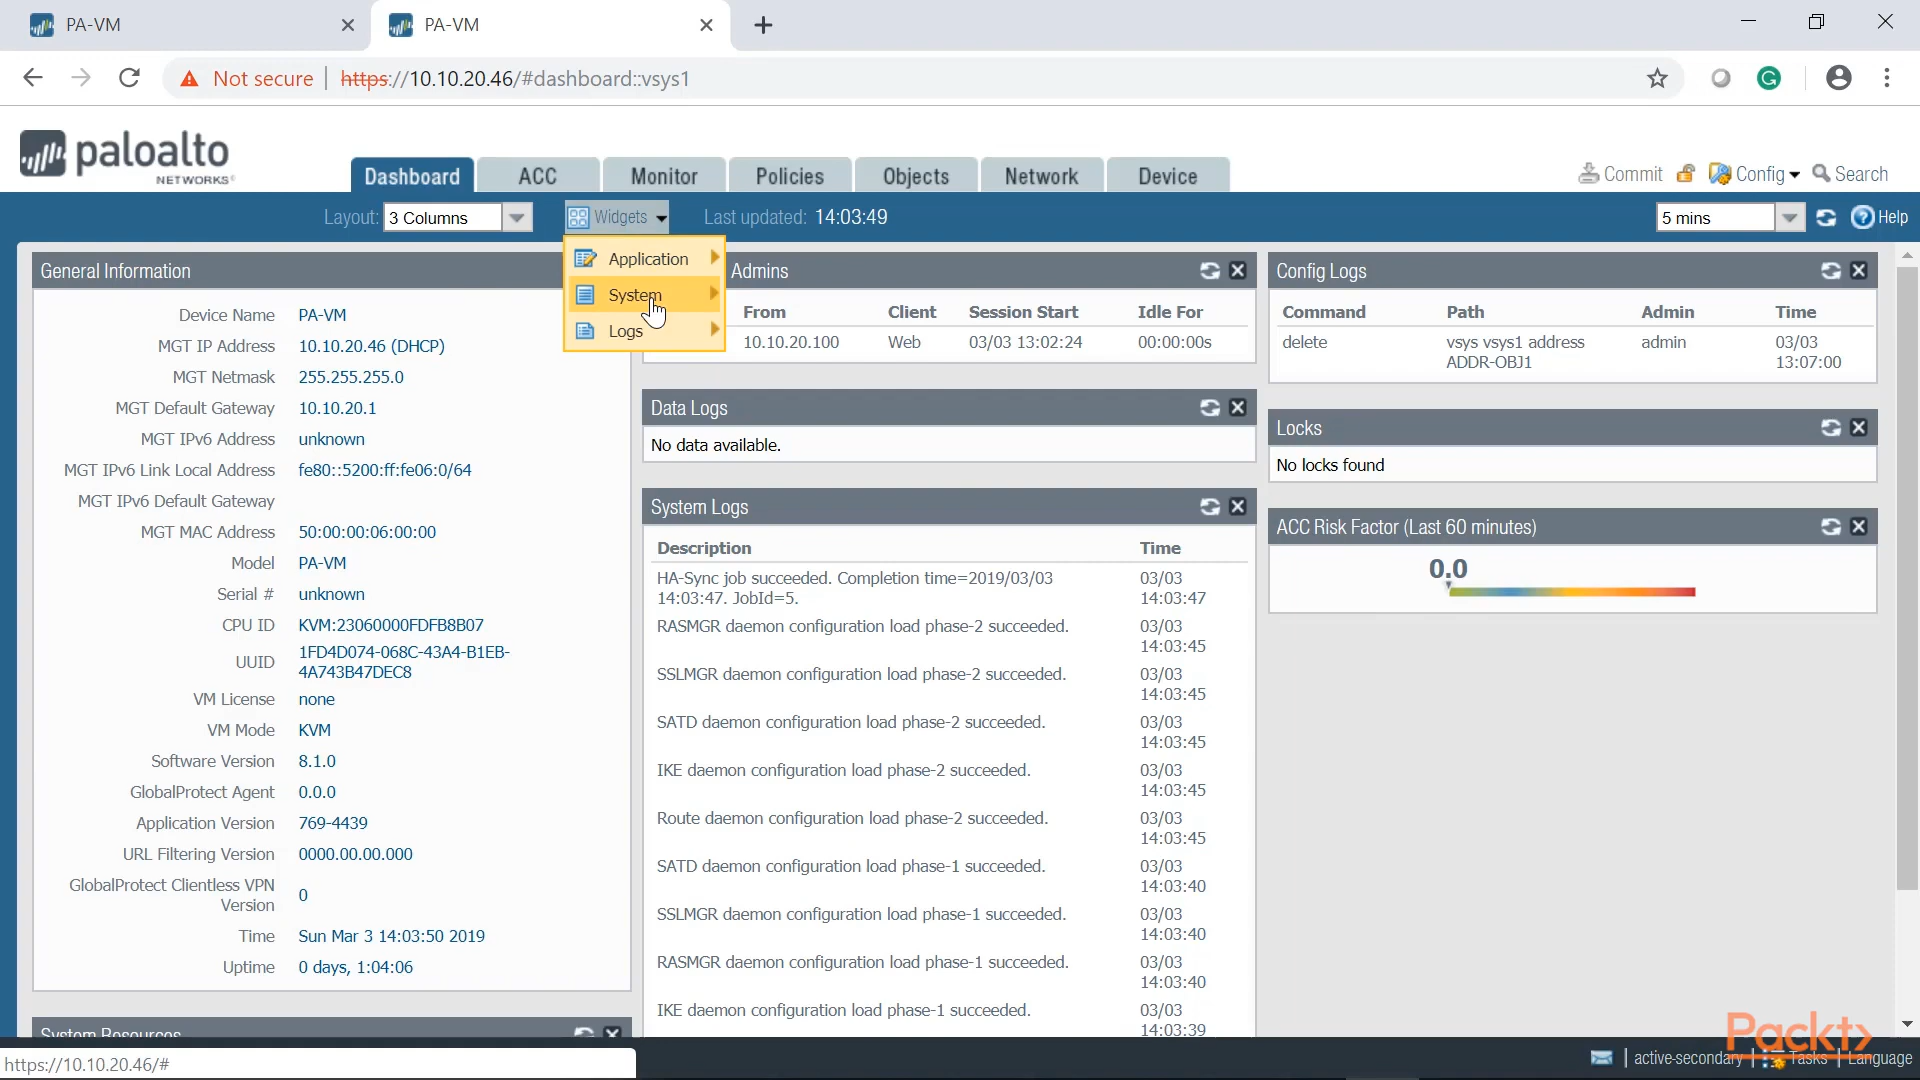 PA-VM
PA-VM
Not secure
https://10.10.20.46/#dashboard::vsys1
paloalto
NETWORKS®
Dashboard
ACC
Monitor
Policies
Objects
Network
Device
Commit
Config
Search
Layout:
3 Columns
Widgets
Last updated: 14:03:49
5 mins
Help
Application
System
Logs
General Information
Device Name PA-VM
MGT IP Address 10.10.20.46 (DHCP)
MGT Netmask 255.255.255.0
MGT Default Gateway 10.10.20.1
MGT IPv6 Address unknown
MGT IPv6 Link Local Address fe80::5200:ff:fe06:0/64
MGT IPv6 Default Gateway
MGT MAC Address 50:00:00:06:00:00
Model PA-VM
Serial # unknown
CPU ID KVM:23060000FDFB8B07
UUID 1FD4D074-068C-43A4-B1EB-
4A743B47DEC8
VM License none
VM Mode KVM
Software Version 8.1.0
GlobalProtect Agent 0.0.0
Application Version 769-4439
URL Filtering Version 0000.00.00.000
GlobalProtect Clientless VPN
Version 0
Time Sun Mar 3 14:03:50 2019
Uptime 0 days, 1:04:06
System Resources
Admins
From Client Session Start Idle For
10.10.20.100 Web 03/03 13:02:24 00:00:00s
Data Logs
No data available.
System Logs
Description Time
HA-Sync job succeeded. Completion time=2019/03/03 03/03
14:03:47. JobId=5. 14:03:47
RASMGR daemon configuration load phase-2 succeeded. 03/03
14:03:45
SSLMGR daemon configuration load phase-2 succeeded. 03/03
14:03:45
SATD daemon configuration load phase-2 succeeded. 03/03
14:03:45
IKE daemon configuration load phase-2 succeeded. 03/03
14:03:45
Route daemon configuration load phase-2 succeeded. 03/03
14:03:45
SATD daemon configuration load phase-1 succeeded. 03/03
14:03:40
SSLMGR daemon configuration load phase-1 succeeded. 03/03
14:03:40
RASMGR daemon configuration load phase-1 succeeded. 03/03
14:03:40
IKE daemon configuration load phase-1 succeeded. 03/03
14:03:39
Config Logs
Command Path Admin Time
delete vsys vsys1 address admin 03/03
ADDR-OBJ1 13:07:00
Locks
No locks found
ACC Risk Factor (Last 60 minutes)
0.0
Packt>
https://10.10.20.46/#
active-secondary | Tasks | Language